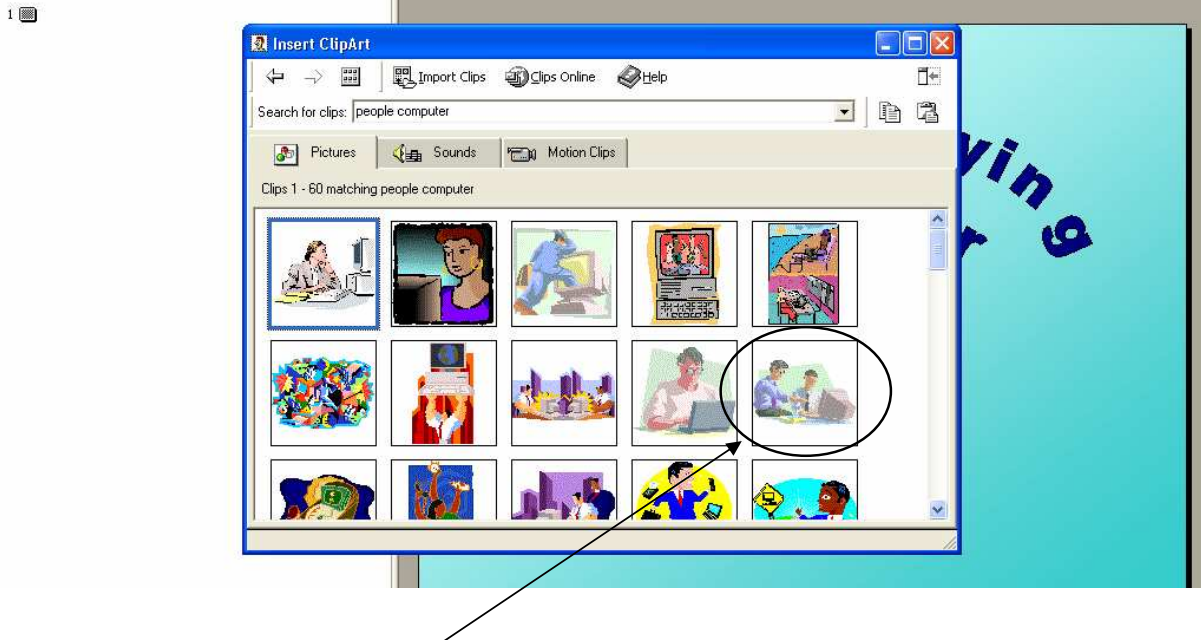 1
Insert ClipArt
Import Clips Clips Online Help
Search for clips: people computer
Pictures Sounds Motion Clips
Clips 1 - 60 matching people computer